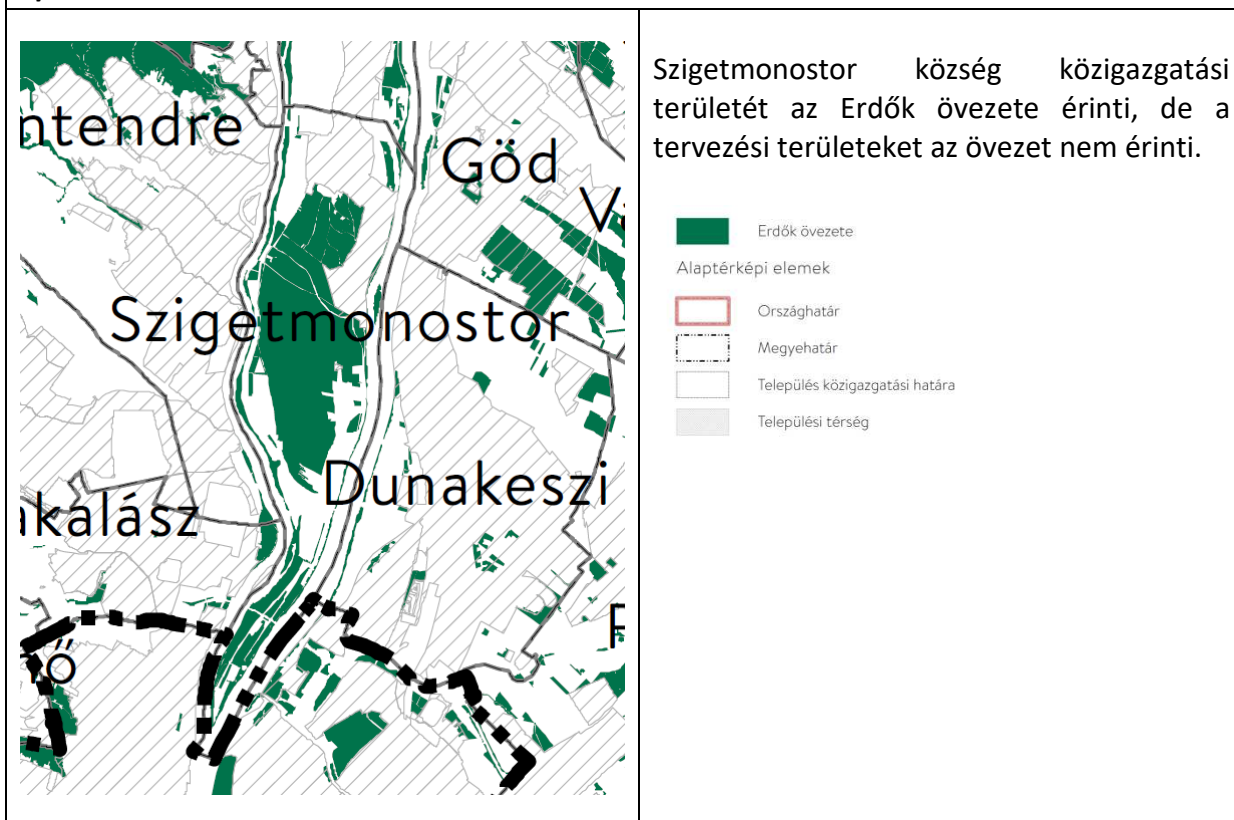 ntendre
Göd
Szigetmonostor
Dunakeszi
akalász
Szigetmonostor község közigazgatási
területét az Erdők övezete érinti, de a
tervezési területeket az övezet nem érinti.
Erdők övezete
Alaptérképi elemek
Országhatár
Megyehatár
Település közigazgatási határa
Települési térség